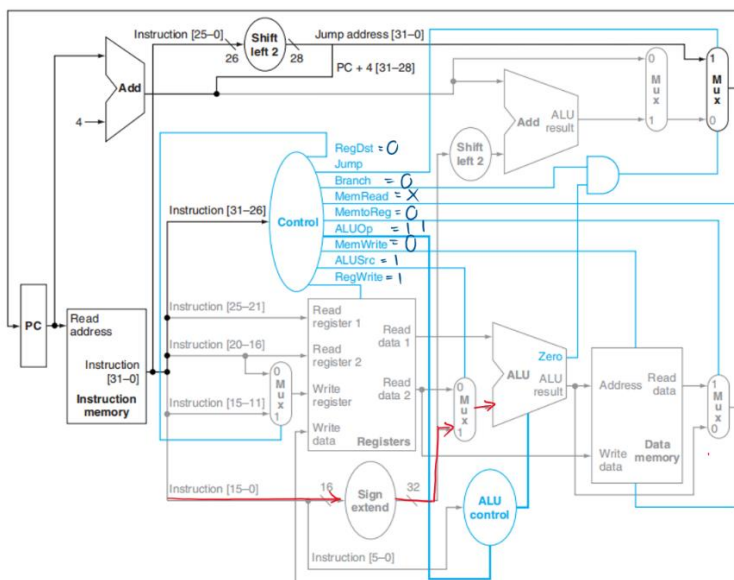 Instruction [25–0]
Shift left 2
26
28
Jump address [31–0]
PC + 4 [31–28]
Add
4
0
M
u
x
1
1
M
u
x
0
Add
ALU
result
Shift
left 2
RegDst = 0
Jump
Branch = 0
MemRead = X
MemtoReg = 0
ALUOp = 11
MemWrite = 0
ALUSrc = 1
RegWrite = 1
Control
Instruction [31–26]
PC
Read
address
Instruction
[31–0]
Instruction
memory
Instruction [25–21]
Instruction [20–16]
Instruction [15–11]
0
M
u
x
1
Read
register 1
Read
register 2
Write
register
Write
data
Read
data 1
Read
data 2
Registers
0
M
u
x
1
Zero
ALU
ALU
result
Address
Read
data
Write
data
Data
memory
1
M
u
x
0
Instruction [15–0]
16
Sign
extend
32
ALU
control
Instruction [5–0]